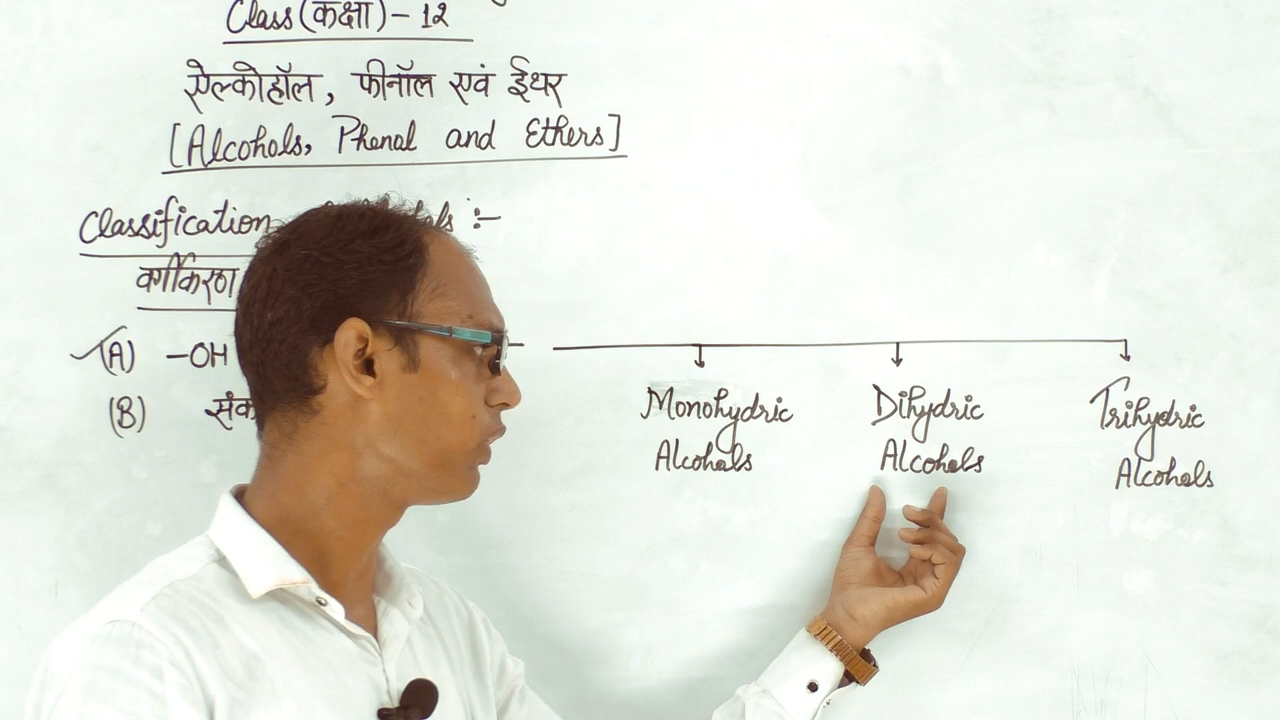 Class (कक्षा) - 12
ऐल्कोहॉल, फीनॉल एवं ईथर
[Alcohols, Phenol and Ethers]
Classification :-
वर्गीकरण
(A) -OH
(B)
Monohydric Alcohols
Dihydric Alcohols
Trihydric Alcohols